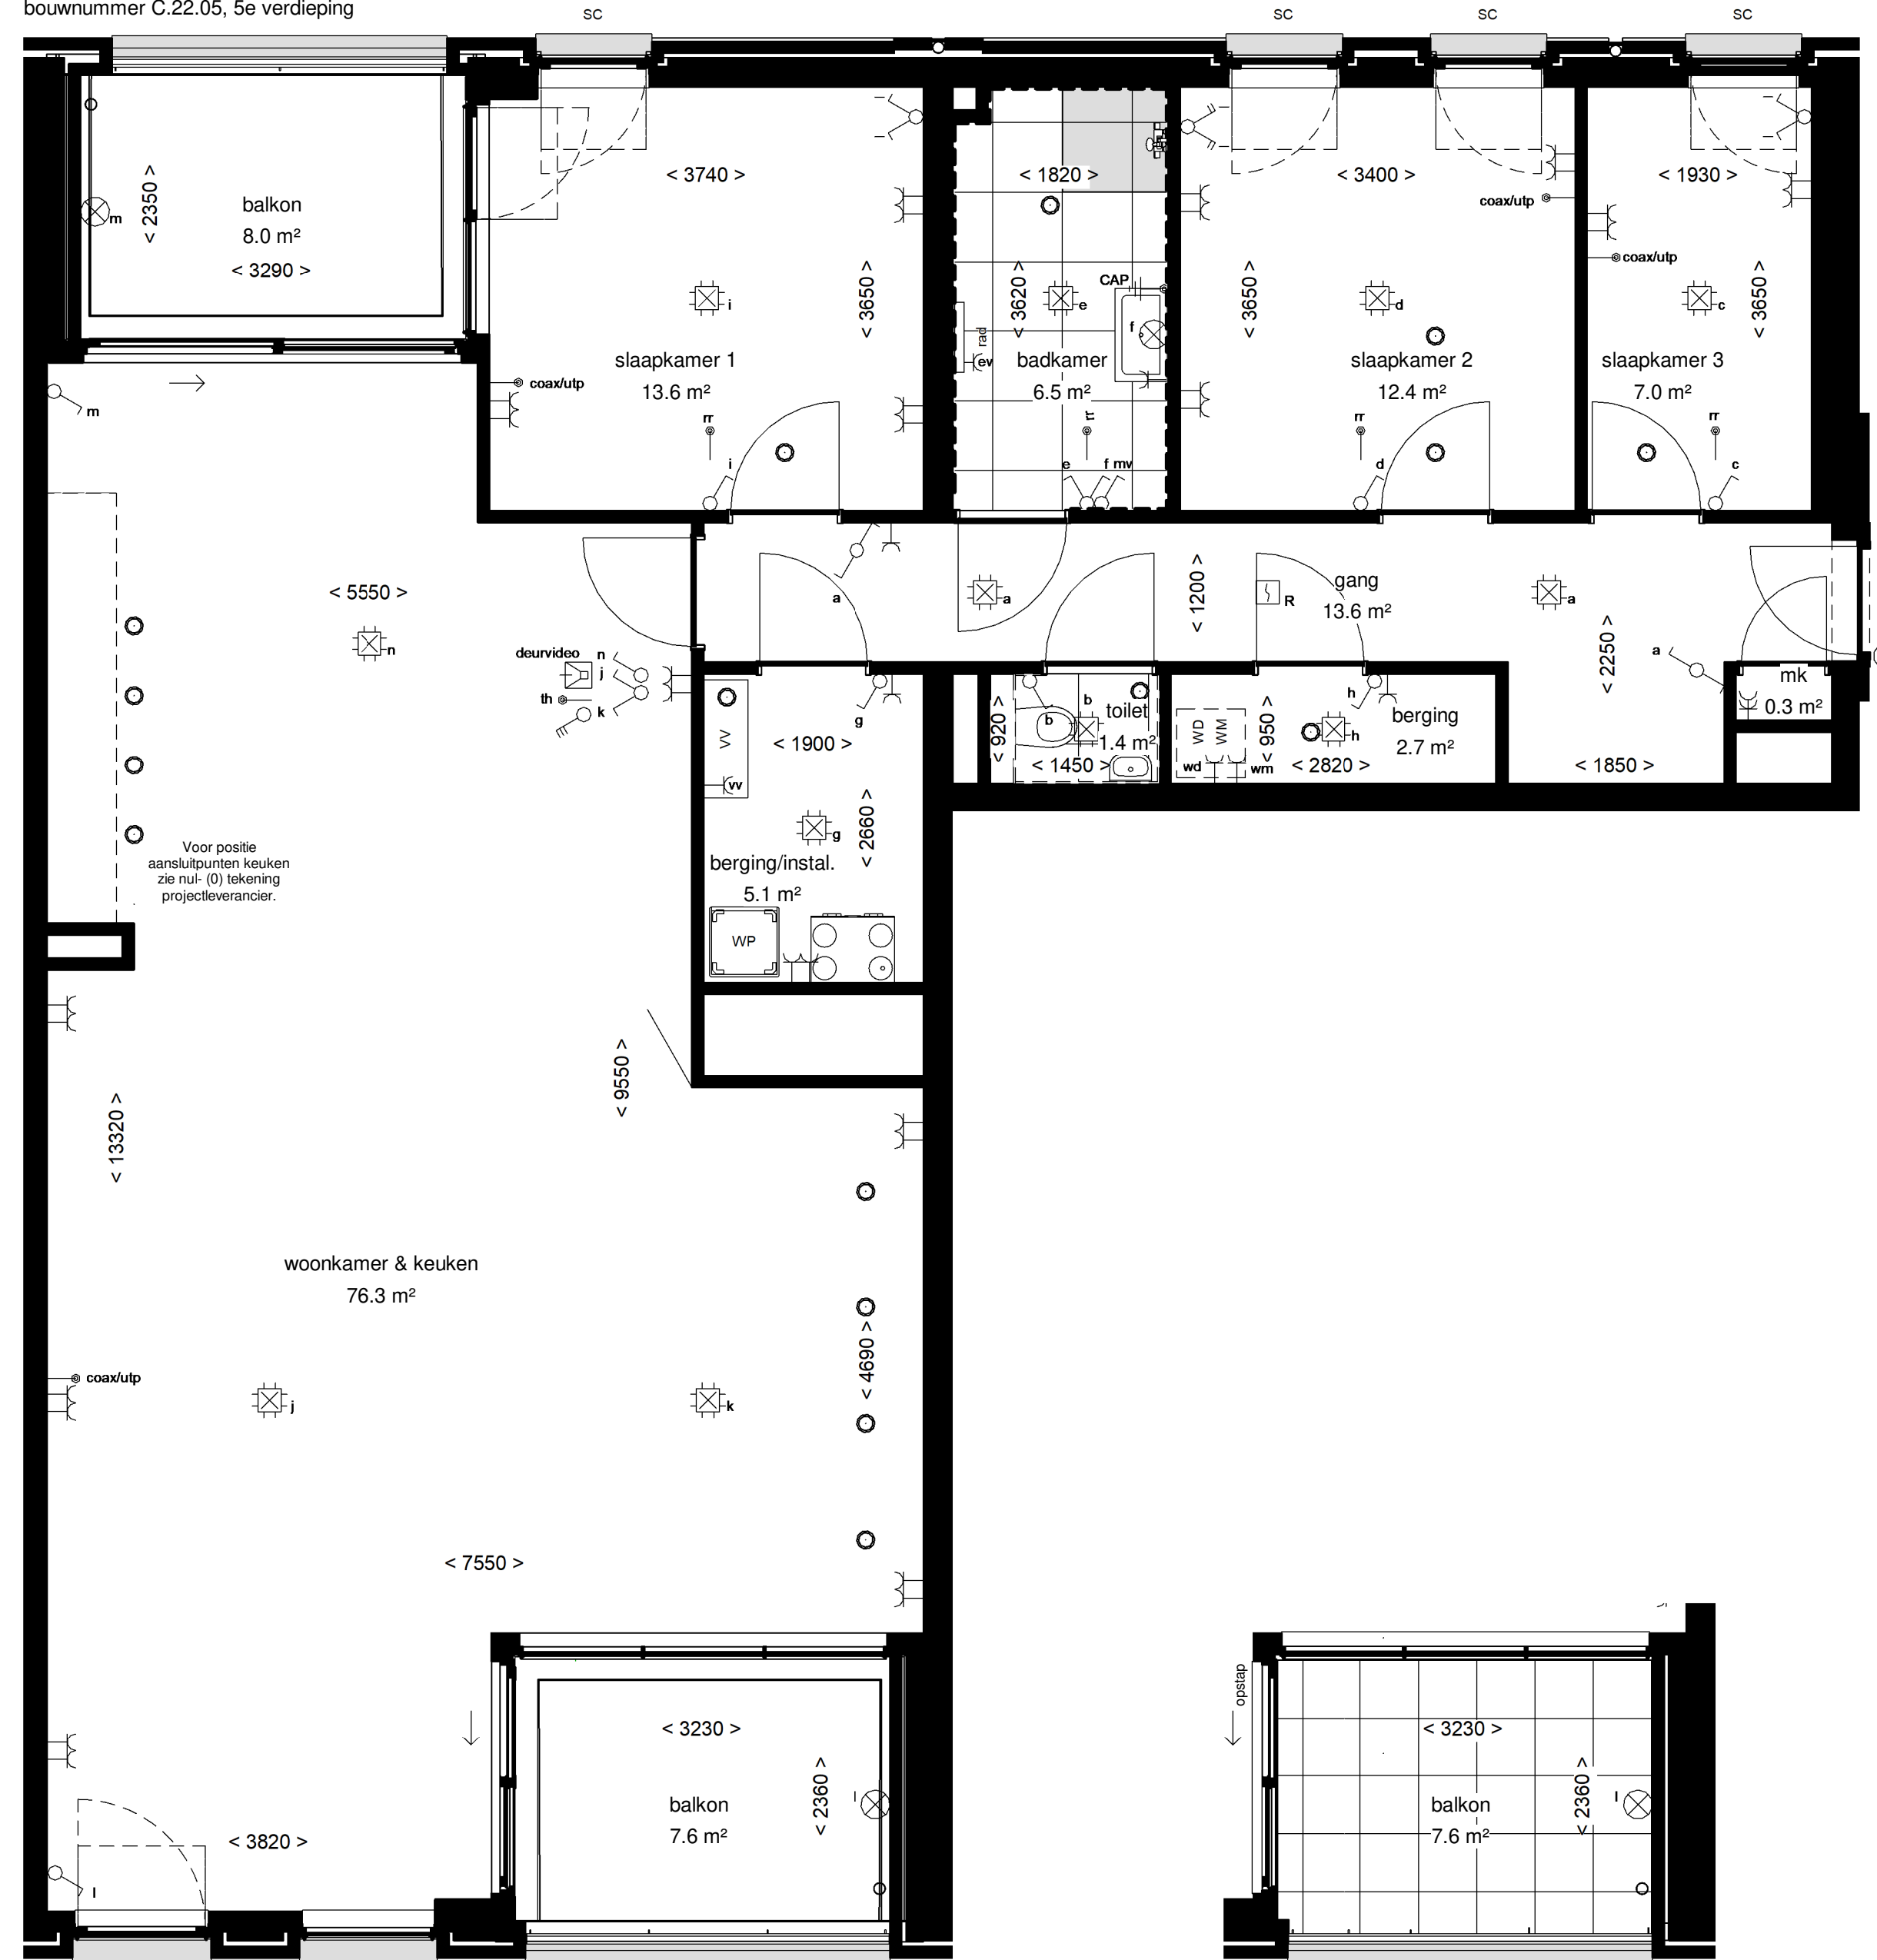 bouwnummer C.22.05, 5e verdieping
SC
SC
SC
SC
< 2350 >
m
balkon
8.0 m²
< 3290 >
< 3740 >
i
< 3650 >
slaapkamer 1
13.6 m²
coax/utp
rr
i
< 1820 >
< 3620 >
CAP
e
f
rad
ev
badkamer
6.5 m²
rr
e
f mv
< 3400 >
coax/utp
< 3650 >
d
slaapkamer 2
12.4 m²
rr
d
< 1930 >
coax/utp
c
< 3650 >
slaapkamer 3
7.0 m²
rr
c
m
< 5550 >
n
deurvideo
n
j
th
k
a
a
< 1200 >
R
gang
13.6 m²
a
< 2250 >
a
mk
0.3 m²
VV
vv
g
< 1900 >
g
< 2660 >
berging/instal.
5.1 m²
WP
< 920 >
b
b
toilet
1.4 m²
< 1450 >
WD
WM
wd
wm
< 950 >
h
h
berging
2.7 m²
< 2820 >
< 1850 >
Voor positie
aansluitpunten keuken
zie nul- (0) tekening
projectleverancier.
< 13320 >
< 9550 >
woonkamer & keuken
76.3 m²
coax/utp
j
k
< 4690 >
< 7550 >
< 3820 >
l
< 3230 >
< 2360 >
l
balkon
7.6 m²
opstap
< 3230 >
< 2360 >
l
balkon
7.6 m²